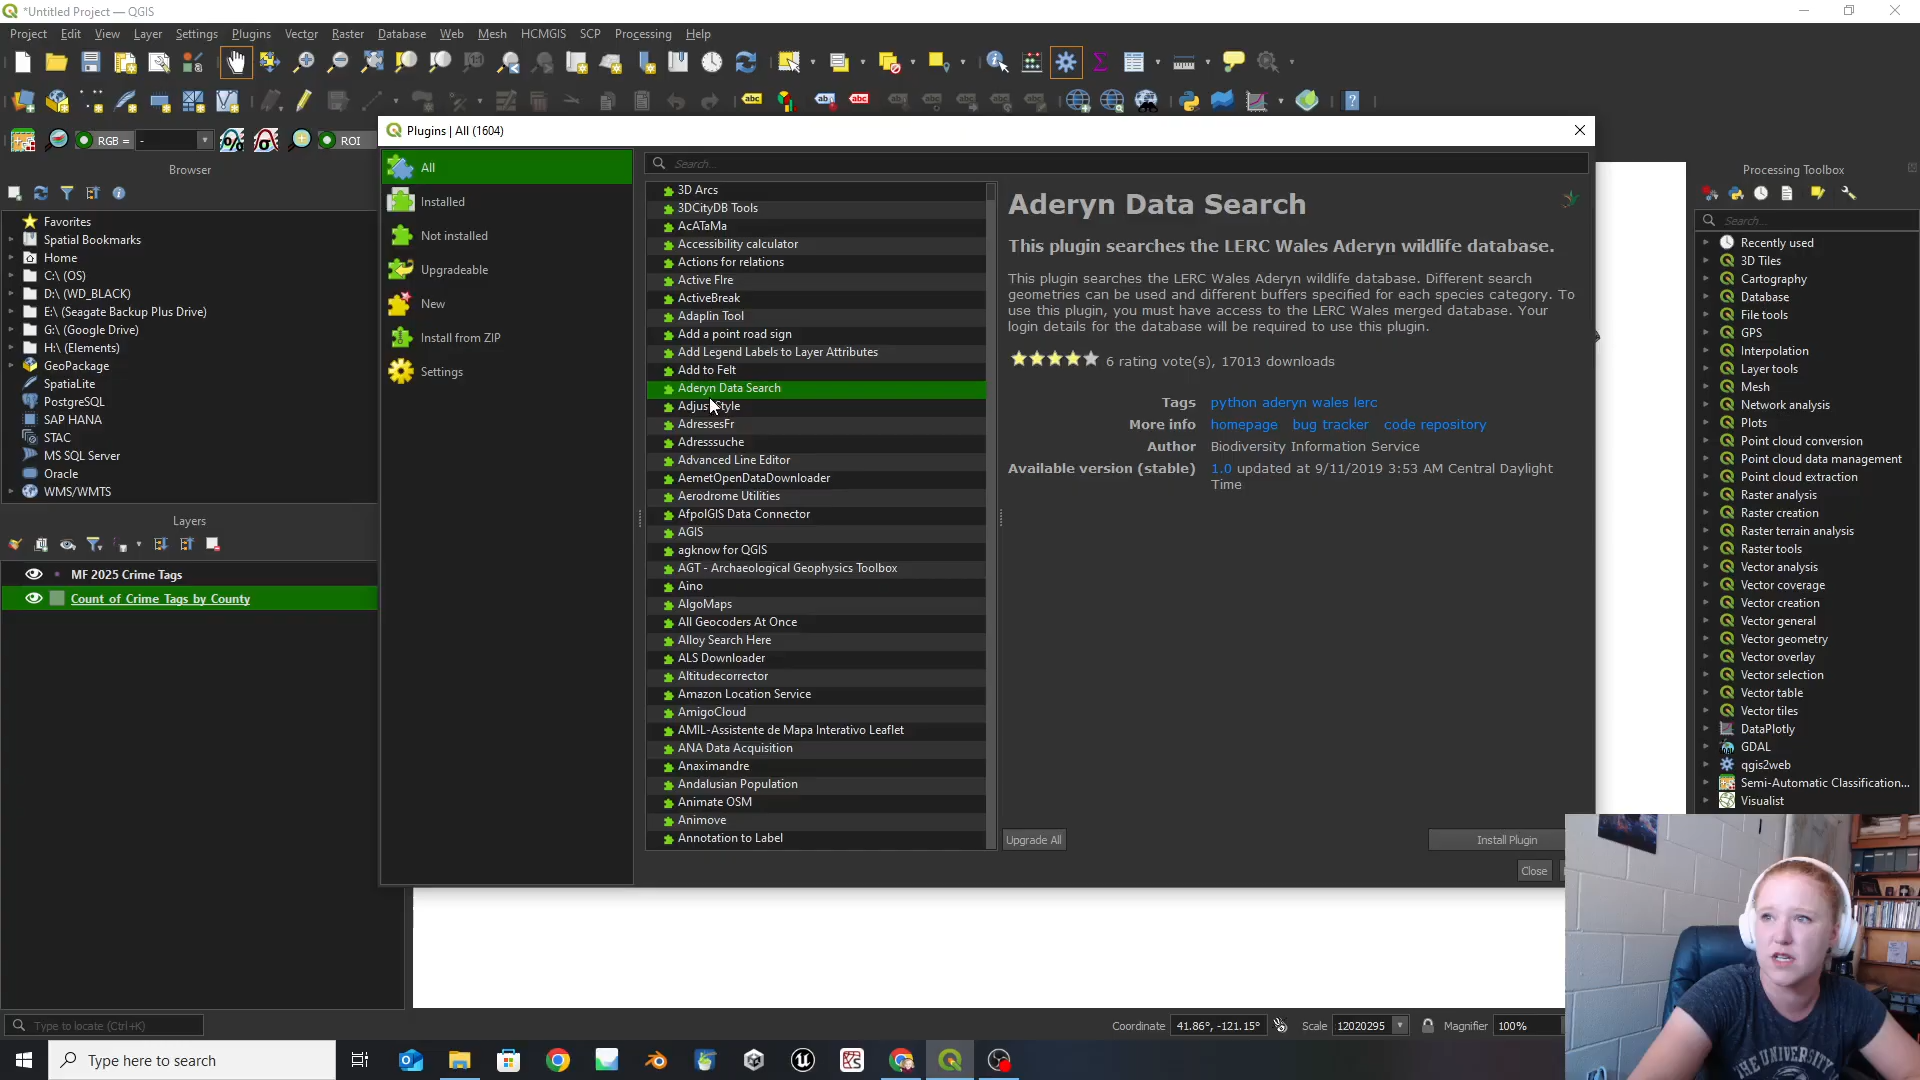 *Untitled Project — QGIS
Project Edit View Layer Settings Plugins Vector Raster Database Web Mesh HCMGIS SCP Processing Help
RGB = - ROI
Plugins | All (1604)
Browser
Favorites
Spatial Bookmarks
Home
C:\ (OS)
D:\ (WD_BLACK)
E:\ (Seagate Backup Plus Drive)
G:\ (Google Drive)
H:\ (Elements)
GeoPackage
SpatiaLite
PostgreSQL
SAP HANA
STAC
MS SQL Server
Oracle
WMS/WMTS
Layers
MF 2025 Crime Tags
Count of Crime Tags by County
All
Installed
Not installed
Upgradeable
New
Install from ZIP
Settings
Search...
3D Arcs
3DCityDB Tools
AcATaMa
Accessibility calculator
Actions for relations
Active FIre
ActiveBreak
Adaplin Tool
Add a point road sign
Add Legend Labels to Layer Attributes
Add to Felt
Aderyn Data Search
AdressesFr
Adresssuche
Advanced Line Editor
AemetOpenDataDownloader
Aerodrome Utilities
AfpolGIS Data Connector
AGIS
agknow for QGIS
AGT - Archaeological Geophysics Toolbox
Aino
AlgoMaps
All Geocoders At Once
Alloy Search Here
ALS Downloader
Altitudecorrector
Amazon Location Service
AmigoCloud
AMIL-Assistente de Mapa Interativo Leaflet
ANA Data Acquisition
Anaximandre
Andalusian Population
Animate OSM
Animove
Annotation to Label
Aderyn Data Search
This plugin searches the LERC Wales Aderyn wildlife database.
This plugin searches the LERC Wales Aderyn wildlife database. Different search
geometries can be used and different buffers specified for each species category. To
use this plugin, you must have access to the LERC Wales merged database. Your
login details for the database will be required to use this plugin.
6 rating vote(s), 17013 downloads
Tags python aderyn wales lerc
More info homepage bug tracker code repository
Author Biodiversity Information Service
Available version (stable) 1.0 updated at 9/11/2019 3:53 AM Central Daylight
Time
Upgrade All Install Plugin
Close
Processing Toolbox
Search...
Recently used
3D Tiles
Cartography
Database
File tools
GPS
Interpolation
Layer tools
Mesh
Network analysis
Plots
Point cloud conversion
Point cloud data management
Point cloud extraction
Raster analysis
Raster creation
Raster terrain analysis
Raster tools
Vector analysis
Vector coverage
Vector creation
Vector general
Vector geometry
Vector overlay
Vector selection
Vector table
Vector tiles
DataPlotly
GDAL
qgis2web
Semi-Automatic Classification...
Visualist
THE UNIVERSITY
Type to locate (Ctrl+K)
Coordinate 41.86°, -121.15° Scale 12020295 Magnifier 100%
Type here to search